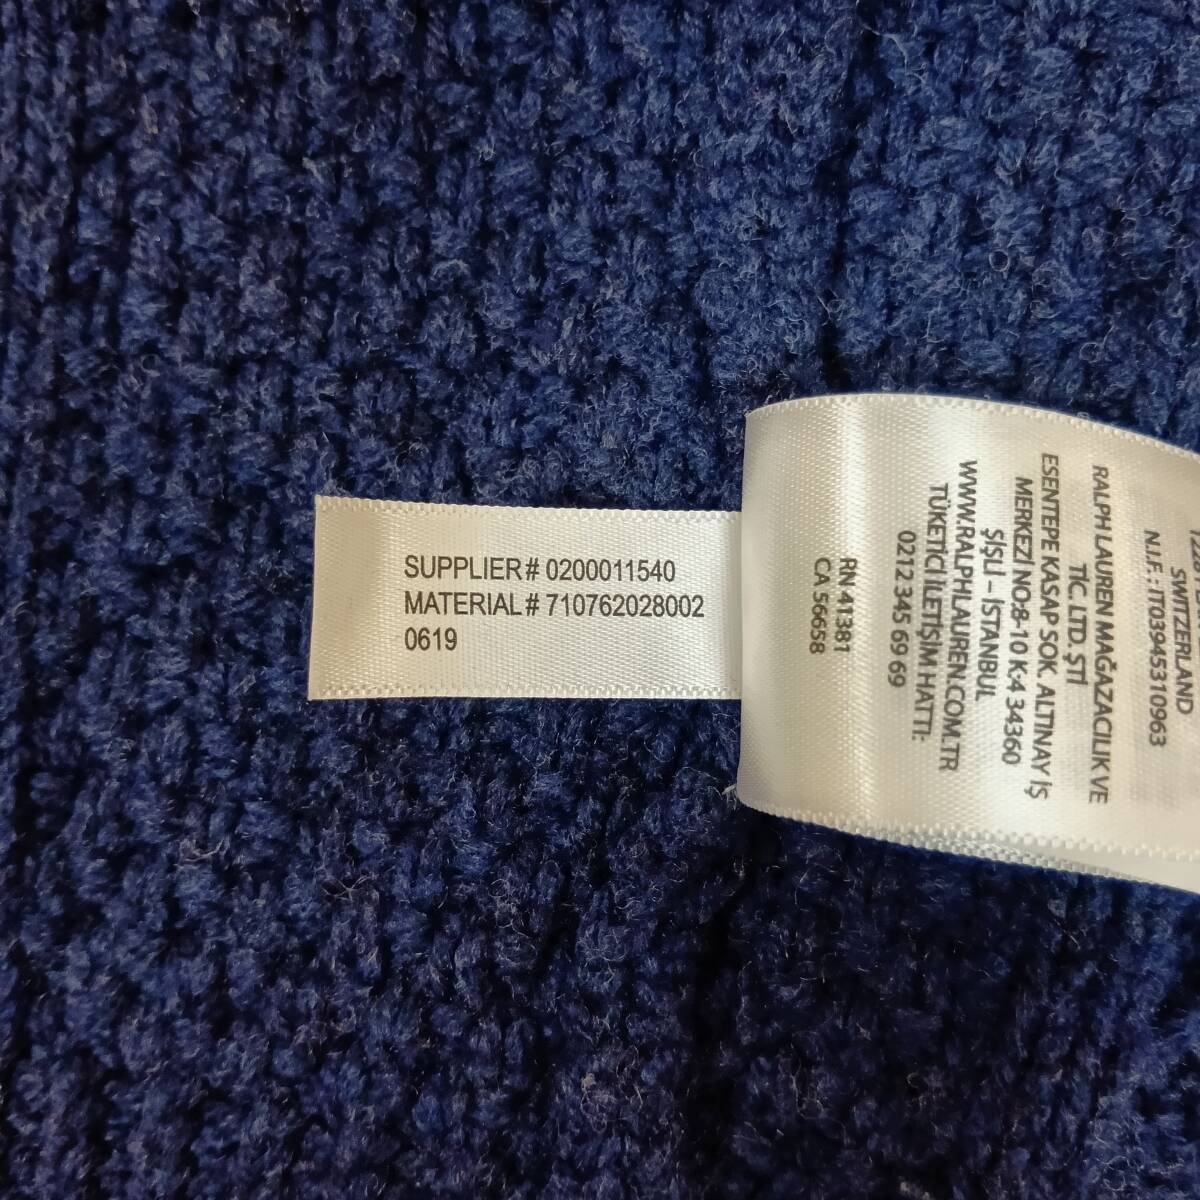 SUPPLIER# 0200011540
MATERIAL# 710762028002
0619
SWITZERLAND
N.I.F.: IT03945310963
RALPH LAUREN MAĞAZACILIK VE
TİC. LTD. ŞTİ
ESENTEPE KASAP SOK. ALTINAY İŞ
MERKEZİ NO:8-10 K:4 34360
ŞİŞLİ – İSTANBUL
WWW.RALPHLAUREN.COM.TR
TÜKETİCİ İLETİŞİM HATTI:
0212 345 69 69
RN 41381
CA 56658